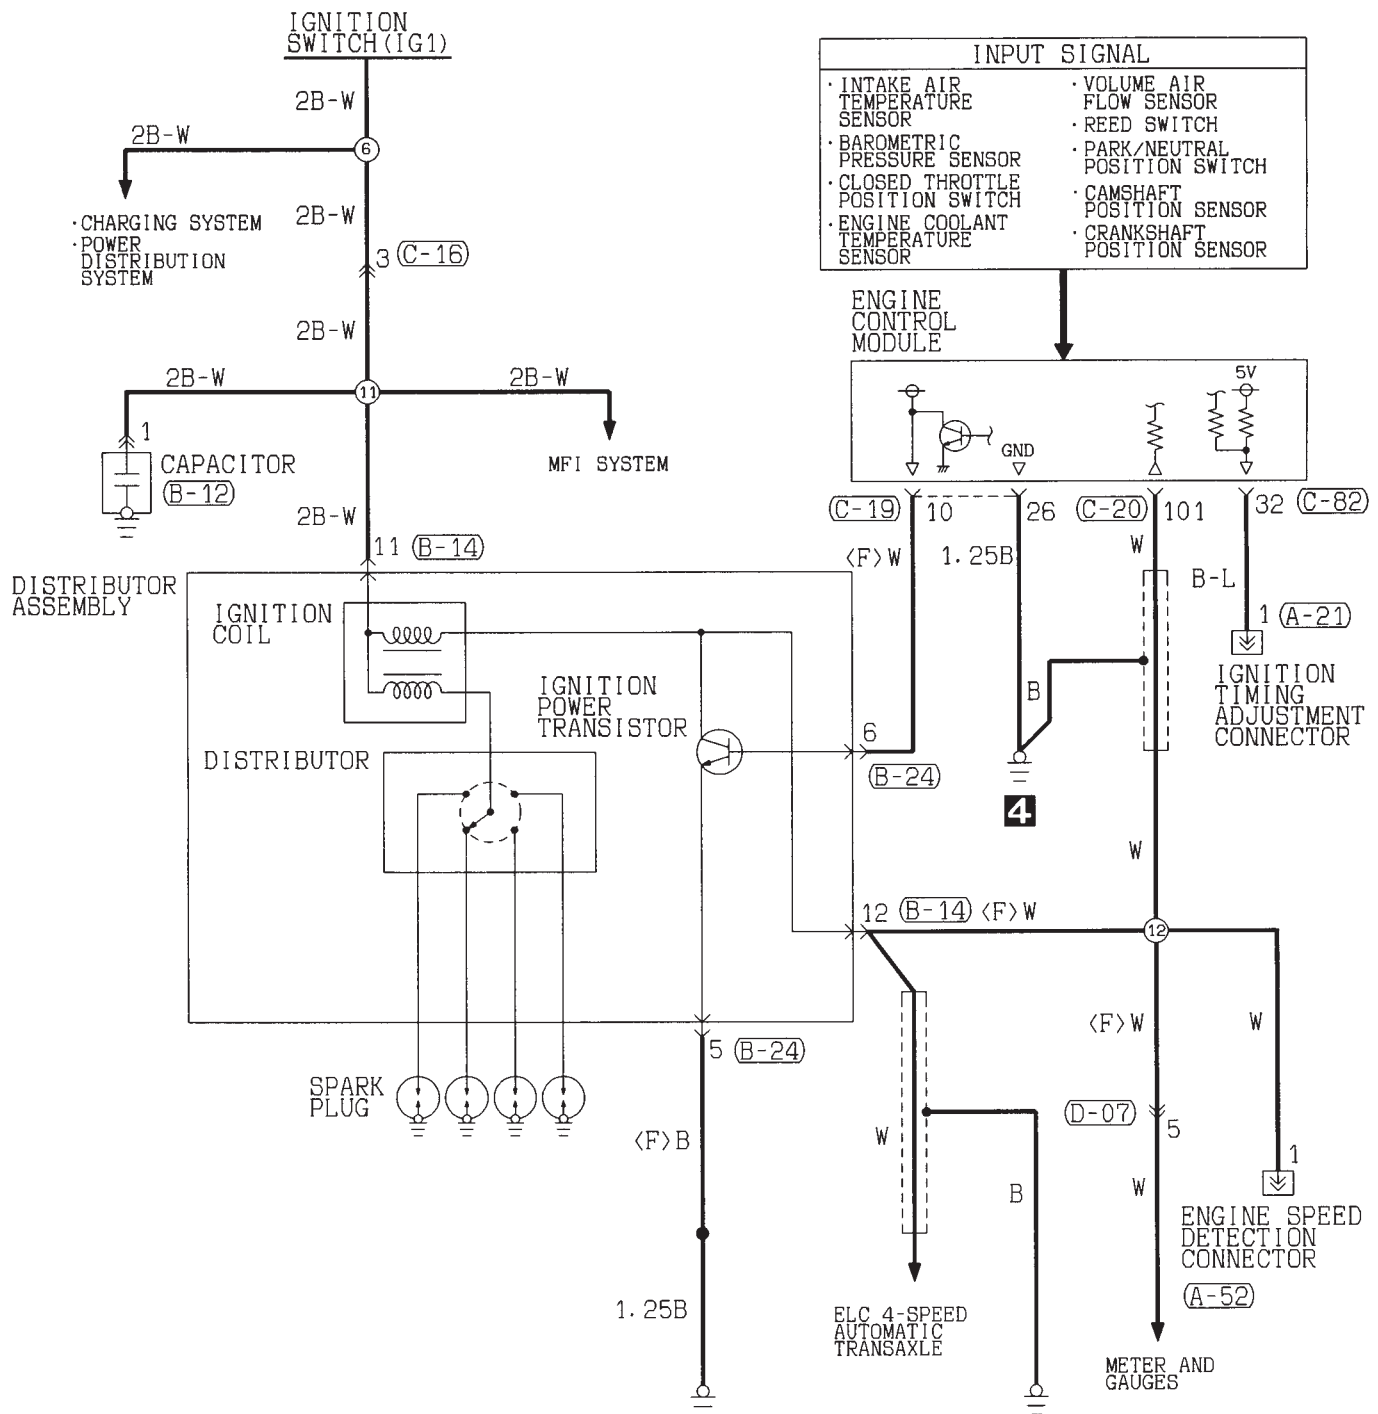 IGNITION
SWITCH(IG1)
2B-W
2B-W
6
·CHARGING SYSTEM
·POWER
DISTRIBUTION
SYSTEM
2B-W
3 (C-16)
2B-W
2B-W
11
2B-W
1
CAPACITOR
(B-12)
MFI SYSTEM
2B-W
11 (B-14)
INPUT SIGNAL
·INTAKE AIR
TEMPERATURE
SENSOR
·BAROMETRIC
PRESSURE SENSOR
·CLOSED THROTTLE
POSITION SWITCH
·ENGINE COOLANT
TEMPERATURE
SENSOR
·VOLUME AIR
FLOW SENSOR
·REED SWITCH
·PARK/NEUTRAL
POSITION SWITCH
·CAMSHAFT
POSITION SENSOR
·CRANKSHAFT
POSITION SENSOR
ENGINE
CONTROL
MODULE
5V
GND
(C-19) 10
26
(C-20) 101
32 (C-82)
<F>W
1.25B
W
B-L
1 (A-21)
IGNITION
TIMING
ADJUSTMENT
CONNECTOR
B
4
DISTRIBUTOR
ASSEMBLY
IGNITION
COIL
IGNITION
POWER
TRANSISTOR
DISTRIBUTOR
6
(B-24)
W
12 (B-14) <F>W
12
<F>W
W
5 (B-24)
SPARK
PLUG
<F>B
W
B
(D-07)
5
W
1
ENGINE SPEED
DETECTION
CONNECTOR
(A-52)
1.25B
ELC 4-SPEED
AUTOMATIC
TRANSAXLE
METER AND
GAUGES